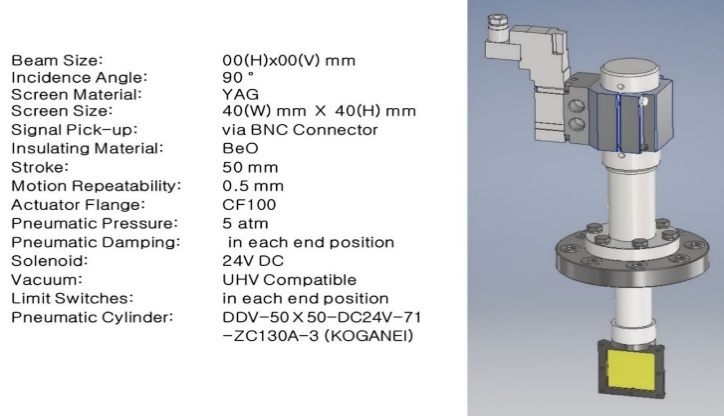 Beam Size: 00(H)x00(V) mm
Incidence Angle: 90 °
Screen Material: YAG
Screen Size: 40(W) mm X 40(H) mm
Signal Pick-up: via BNC Connector
Insulating Material: BeO
Stroke: 50 mm
Motion Repeatability: 0.5 mm
Actuator Flange: CF100
Pneumatic Pressure: 5 atm
Pneumatic Damping: in each end position
Solenoid: 24V DC
Vacuum: UHV Compatible
Limit Switches: in each end position
Pneumatic Cylinder: DDV-50X50-DC24V-71
-ZC130A-3 (KOGANEI)